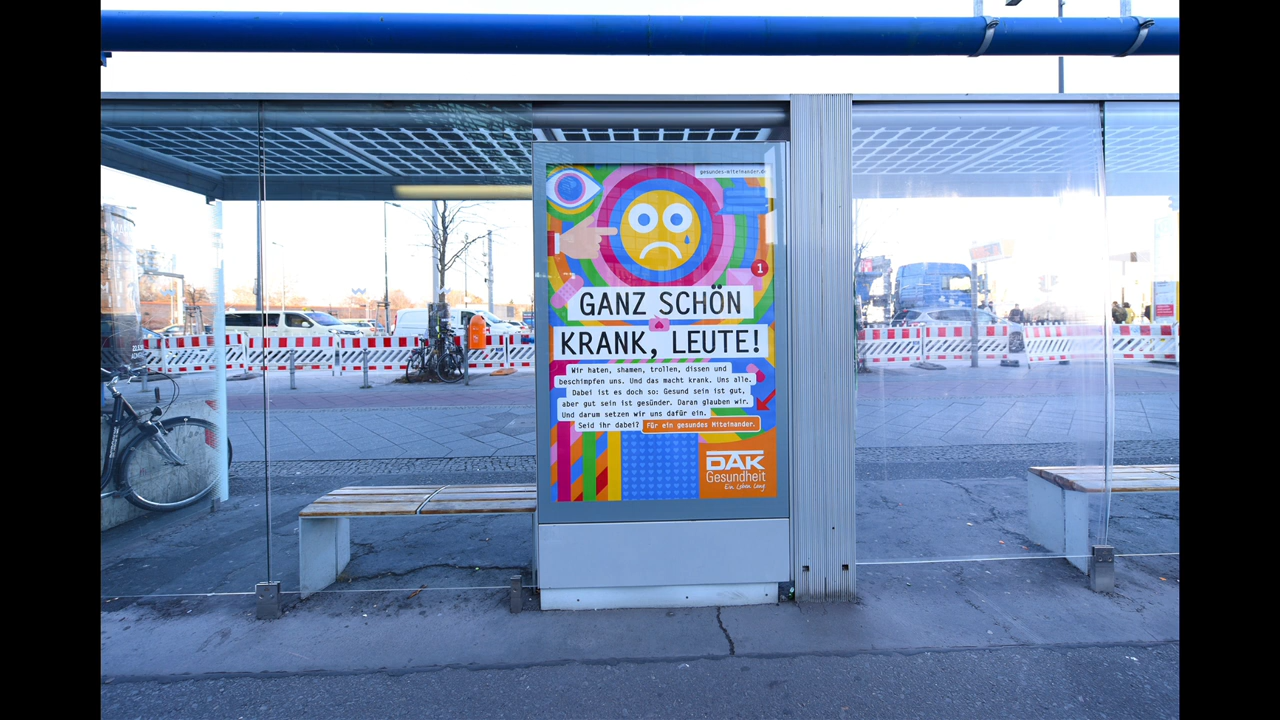 gesundes-miteinander.de
1
GANZ SCHÖN
KRANK, LEUTE!
Wir haten, shamen, trollen, dissen und
beschimpfen uns. Und das macht krank. Uns alle.
Dabei ist es doch so: Gesund sein ist gut,
aber gut sein ist gesünder. Daran glauben wir.
Und darum setzen wir uns dafür ein.
Seid ihr dabei? Für ein gesundes Miteinander.
DAK
Gesundheit
Ein Leben lang